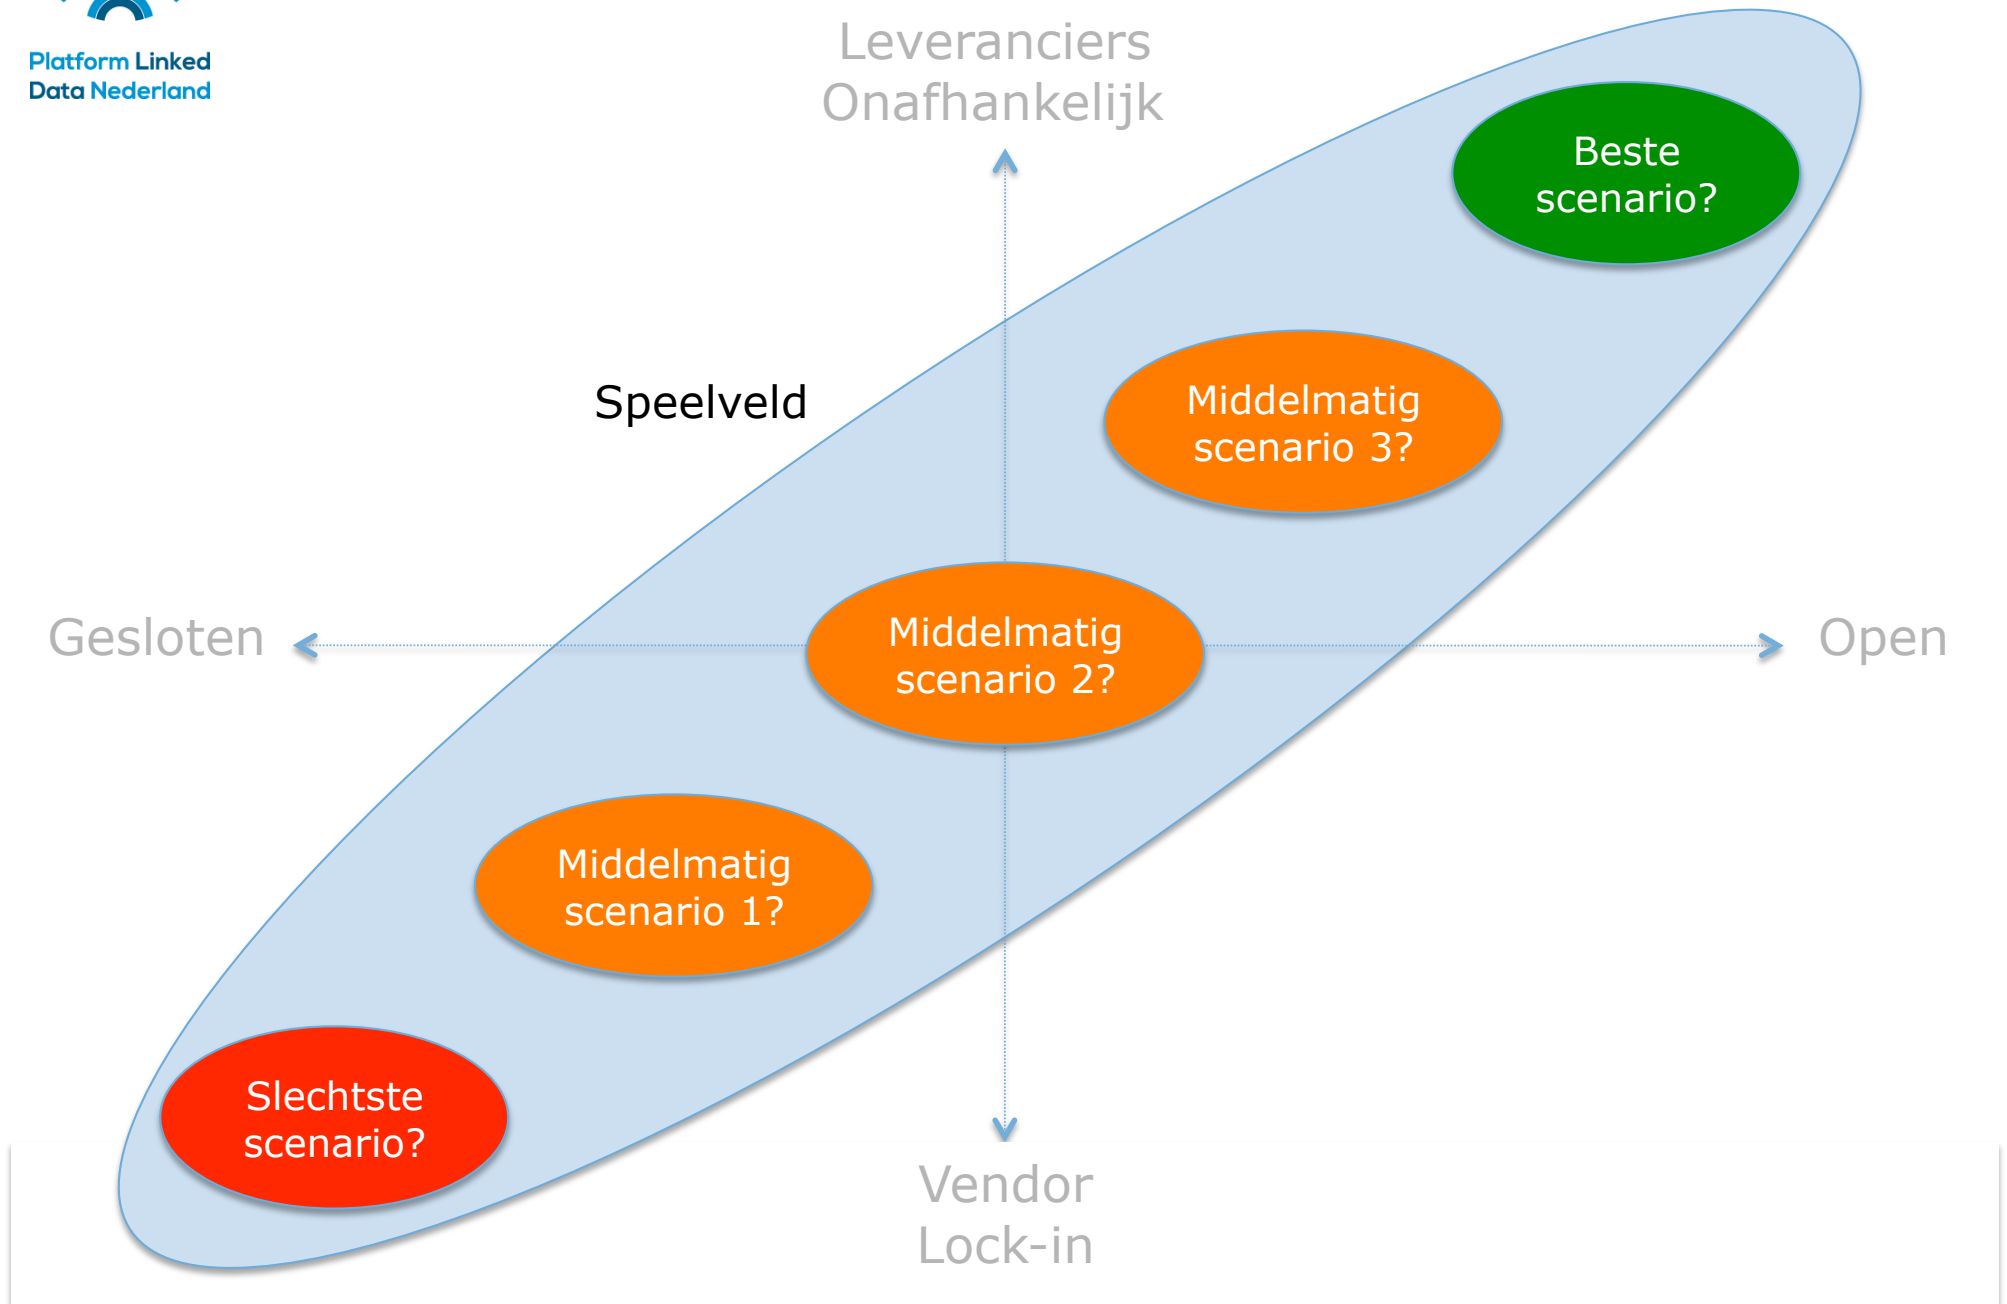 Platform Linked
Data Nederland
Leveranciers
Onafhankelijk
Beste
scenario?
Speelveld
Middelmatig
scenario 3?
Gesloten
Middelmatig
scenario 2?
Open
Middelmatig
scenario 1?
Slechtste
scenario?
Vendor
Lock-in